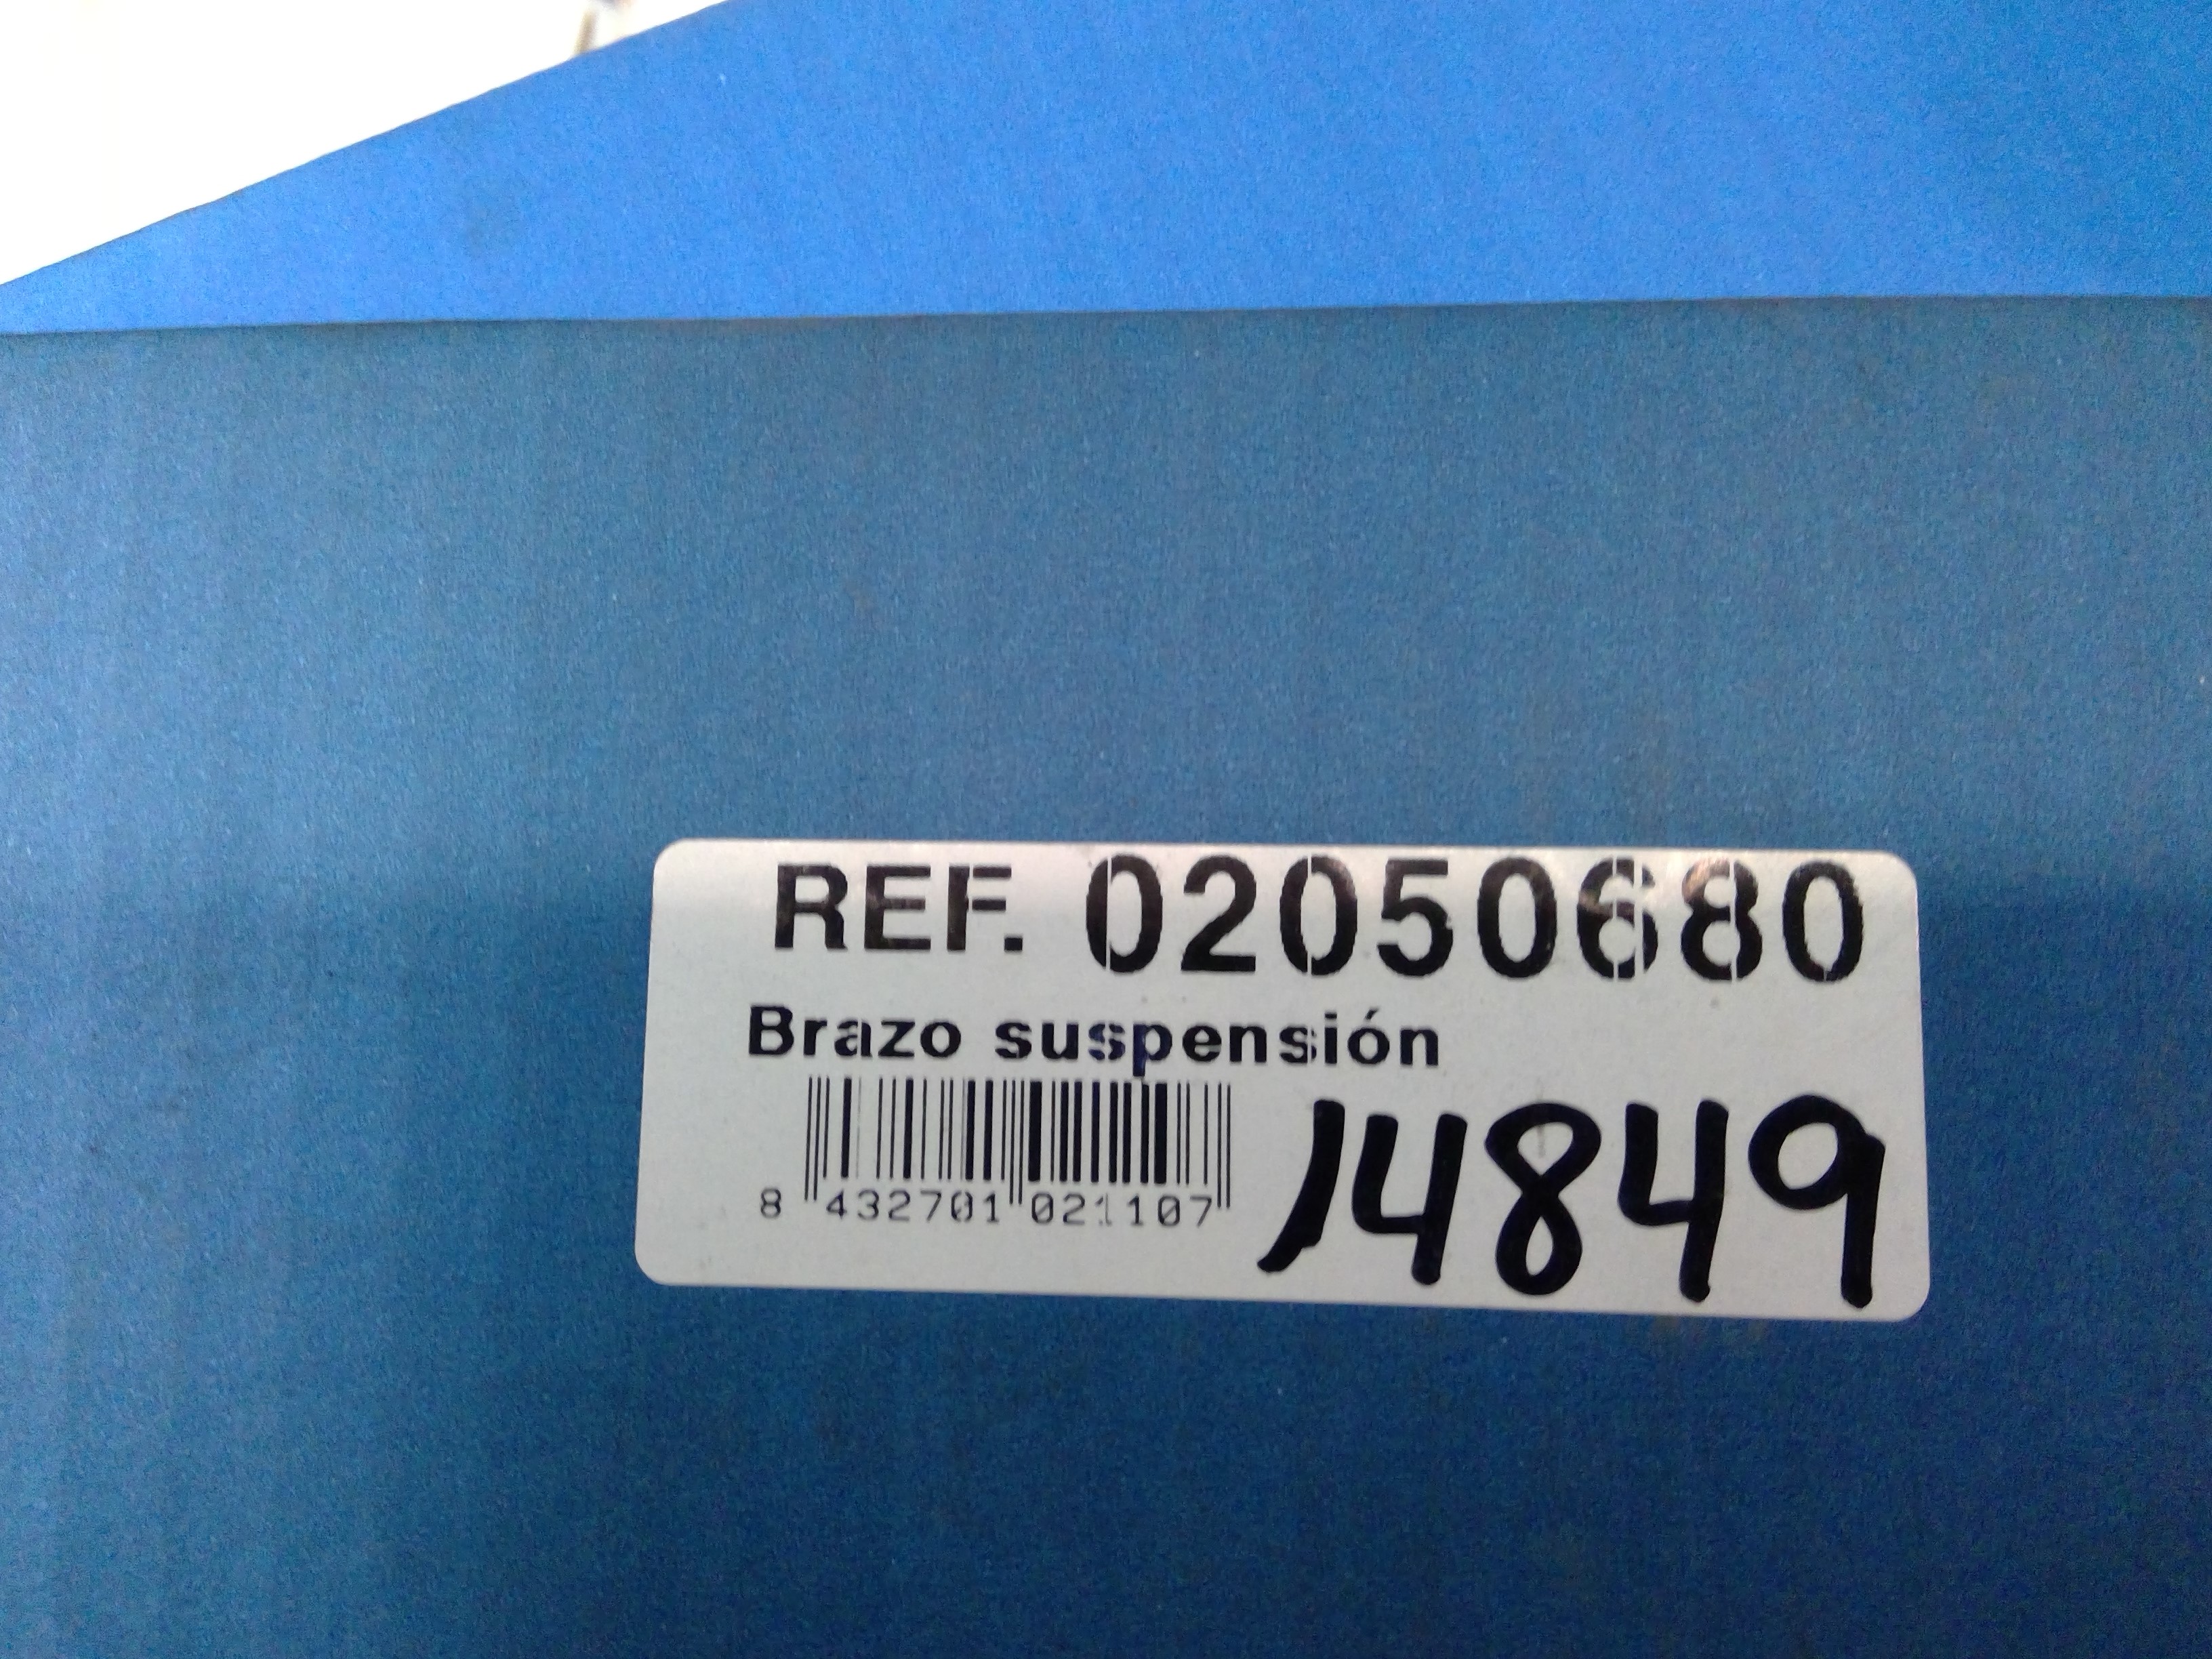 REF. 02050680
Brazo suspensión
8 432701 021107
14849